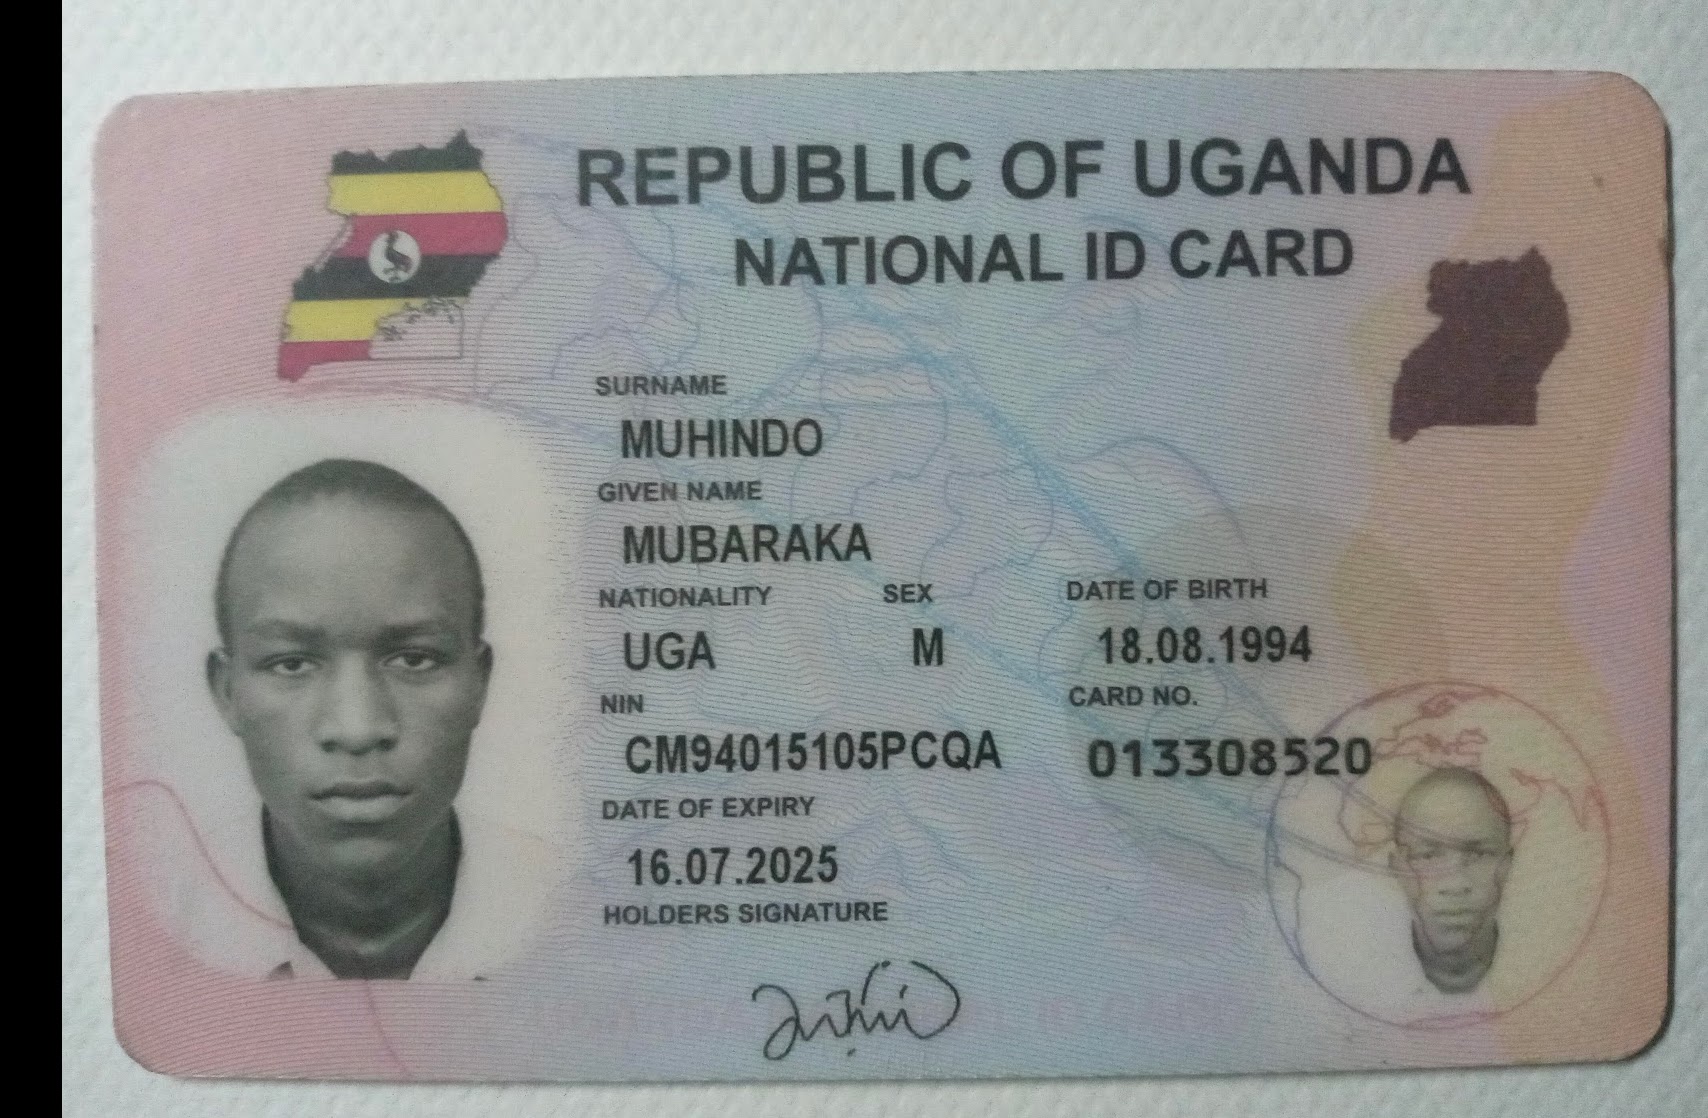 REPUBLIC OF UGANDA
NATIONAL ID CARD
SURNAME
MUHINDO
GIVEN NAME
MUBARAKA
NATIONALITY SEX DATE OF BIRTH
UGA M 18.08.1994
NIN CARD NO.
CM94015105PCQA 013308520
DATE OF EXPIRY
16.07.2025
HOLDERS SIGNATURE